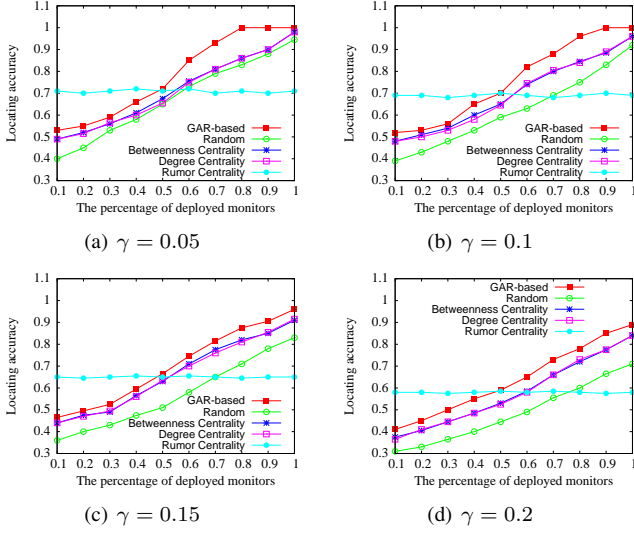 Locating accuracy
1.1
1
0.9
0.8
0.7
0.6
0.5
0.4
0.3
GAR-based
Random
Betweenness Centrality
Degree Centrality
Rumor Centrality
0.1 0.2 0.3 0.4 0.5 0.6 0.7 0.8 0.9 1
The percentage of deployed monitors
(a) γ = 0.05
Locating accuracy
1.1
1
0.9
0.8
0.7
0.6
0.5
0.4
0.3
GAR-based
Random
Betweenness Centrality
Degree Centrality
Rumor Centrality
0.1 0.2 0.3 0.4 0.5 0.6 0.7 0.8 0.9 1
The percentage of deployed monitors
(b) γ = 0.1
Locating accuracy
1.1
1
0.9
0.8
0.7
0.6
0.5
0.4
0.3
GAR-based
Random
Betweenness Centrality
Degree Centrality
Rumor Centrality
0.1 0.2 0.3 0.4 0.5 0.6 0.7 0.8 0.9 1
The percentage of deployed monitors
(c) γ = 0.15
Locating accuracy
1.1
1
0.9
0.8
0.7
0.6
0.5
0.4
0.3
GAR-based
Random
Betweenness Centrality
Degree Centrality
Rumor Centrality
0.1 0.2 0.3 0.4 0.5 0.6 0.7 0.8 0.9 1
The percentage of deployed monitors
(d) γ = 0.2